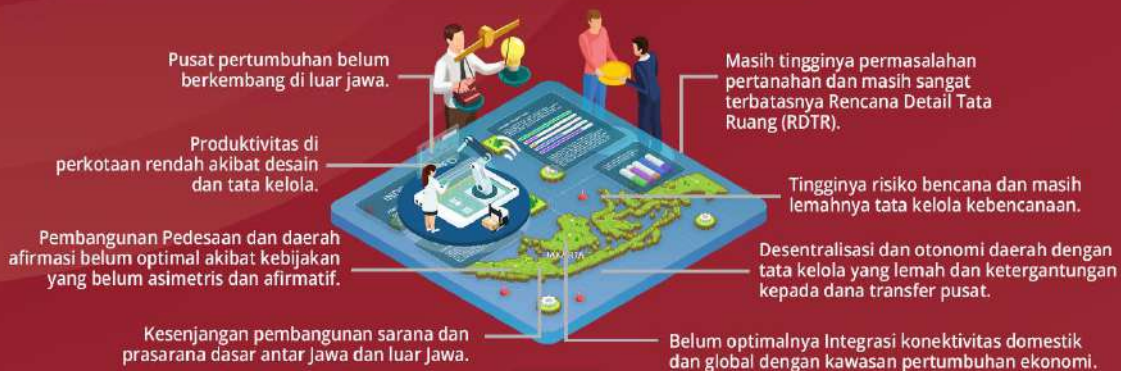 Pusat pertumbuhan belum
berkembang di luar jawa.
Produktivitas di
perkotaan rendah akibat desain
dan tata kelola.
Pembangunan Pedesaan dan daerah
afirmasi belum optimal akibat kebijakan
yang belum asimetris dan afirmatif.
Kesenjangan pembangunan sarana dan
prasarana dasar antar Jawa dan luar Jawa.
Masih tingginya permasalahan
pertanahan dan masih sangat
terbatasnya Rencana Detail Tata
Ruang (RDTR).
Tingginya risiko bencana dan masih
lemahnya tata kelola kebencanaan.
Desentralisasi dan otonomi daerah dengan
tata kelola yang lemah dan ketergantungan
kepada dana transfer pusat.
Belum optimalnya Integrasi konektivitas domestik
dan global dengan kawasan pertumbuhan ekonomi.